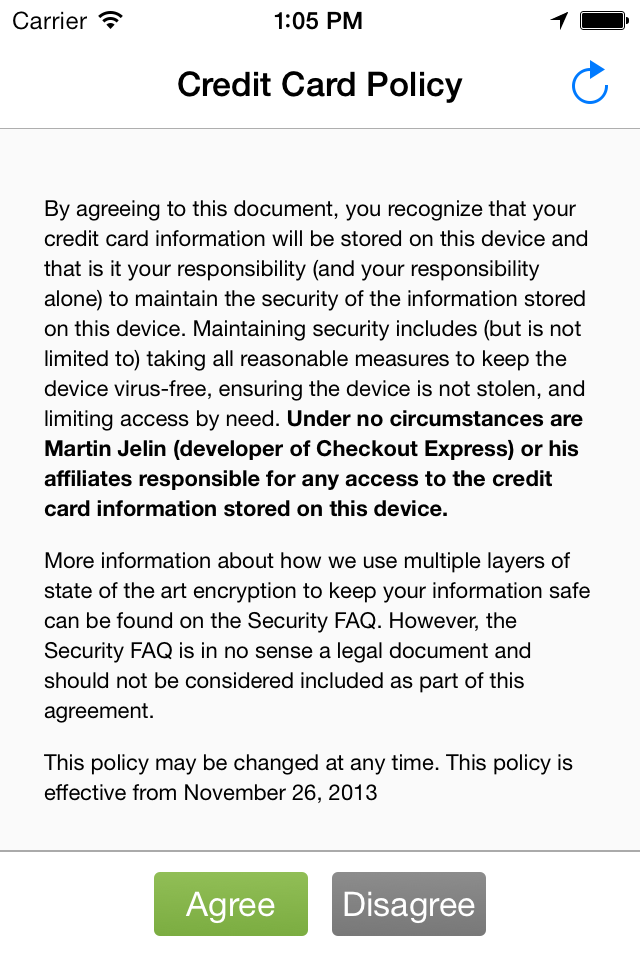 Carrier 1:05 PM
Credit Card Policy
By agreeing to this document, you recognize that your
credit card information will be stored on this device and
that is it your responsibility (and your responsibility
alone) to maintain the security of the information stored
on this device. Maintaining security includes (but is not
limited to) taking all reasonable measures to keep the
device virus-free, ensuring the device is not stolen, and
limiting access by need. Under no circumstances are
Martin Jelin (developer of Checkout Express) or his
affiliates responsible for any access to the credit
card information stored on this device.
More information about how we use multiple layers of
state of the art encryption to keep your information safe
can be found on the Security FAQ. However, the
Security FAQ is in no sense a legal document and
should not be considered included as part of this
agreement.
This policy may be changed at any time. This policy is
effective from November 26, 2013
Agree Disagree